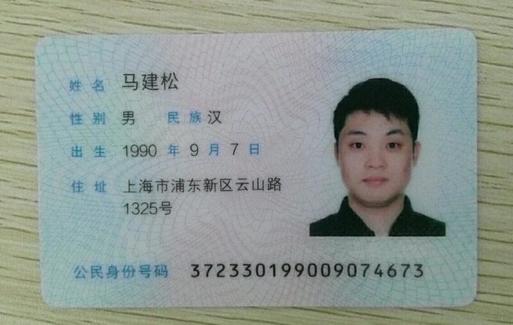 姓名 马建松
性别 男 民族 汉
出生 1990 年 9 月 7 日
住址 上海市浦东新区云山路
1325号
公民身份号码 372330199009074673